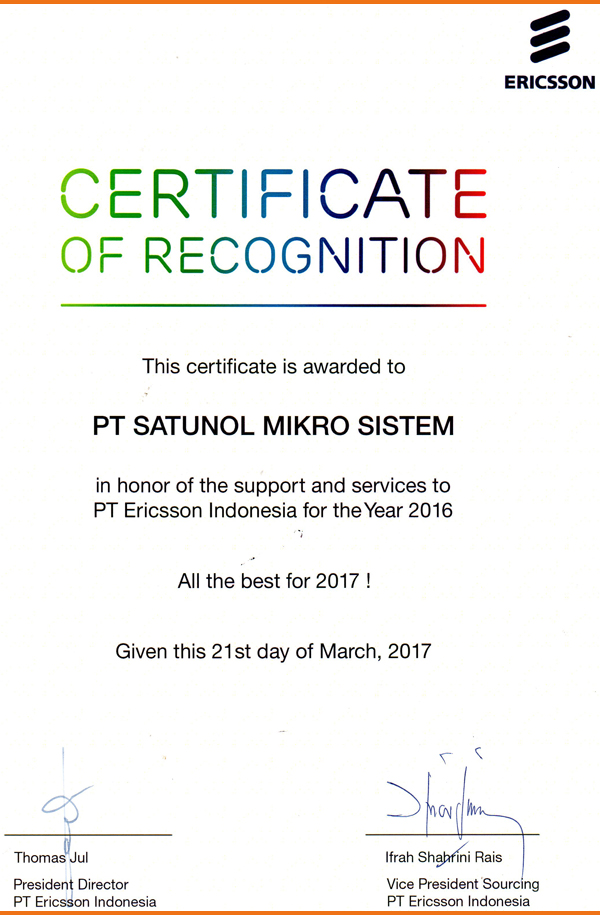 ERICSSON
CERTIFICATE
OF RECOGNITION
This certificate is awarded to
PT SATUNOL MIKRO SISTEM
in honor of the support and services to
PT Ericsson Indonesia for the Year 2016
All the best for 2017 !
Given this 21st day of March, 2017
Thomas Jul
President Director
PT Ericsson Indonesia
Ifrah Shahrini Rais
Vice President Sourcing
PT Ericsson Indonesia